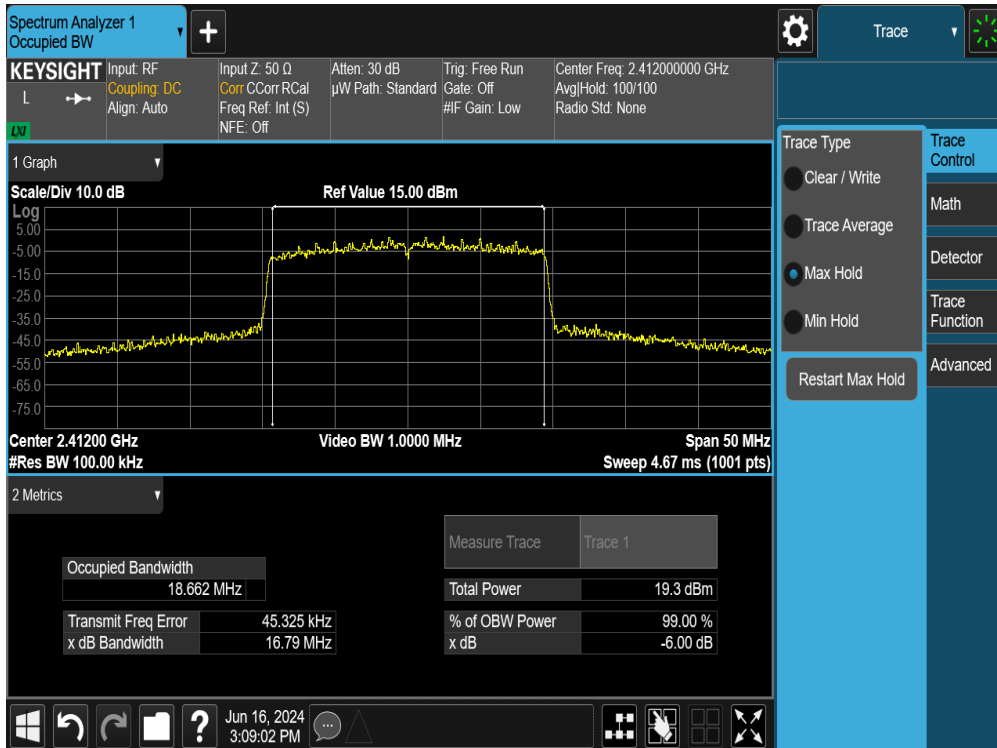 Spectrum Analyzer 1
Occupied BW
+
Trace
KEYSIGHT
L
LXI
Input: RF
Coupling: DC
Align: Auto
Input Z: 50 Ω
Corr CCorr RCal
Freq Ref: Int (S)
NFE: Off
Atten: 30 dB
µW Path: Standard
Trig: Free Run
Gate: Off
#IF Gain: Low
Center Freq: 2.412000000 GHz
Avg|Hold: 100/100
Radio Std: None
1 Graph
Scale/Div 10.0 dB
Ref Value 15.00 dBm
Log
5.00
-5.00
-15.0
-25.0
-35.0
-45.0
-55.0
-65.0
-75.0
Center 2.41200 GHz
Video BW 1.0000 MHz
Span 50 MHz
#Res BW 100.00 kHz
Sweep 4.67 ms (1001 pts)
2 Metrics
Measure Trace
Trace 1
Occupied Bandwidth
18.662 MHz
Total Power
19.3 dBm
Transmit Freq Error
45.325 kHz
% of OBW Power
99.00 %
x dB Bandwidth
16.79 MHz
x dB
-6.00 dB
Trace Type
Clear / Write
Trace Average
Max Hold
Min Hold
Restart Max Hold
Trace
Control
Math
Detector
Trace
Function
Advanced
?
Jun 16, 2024
3:09:02 PM